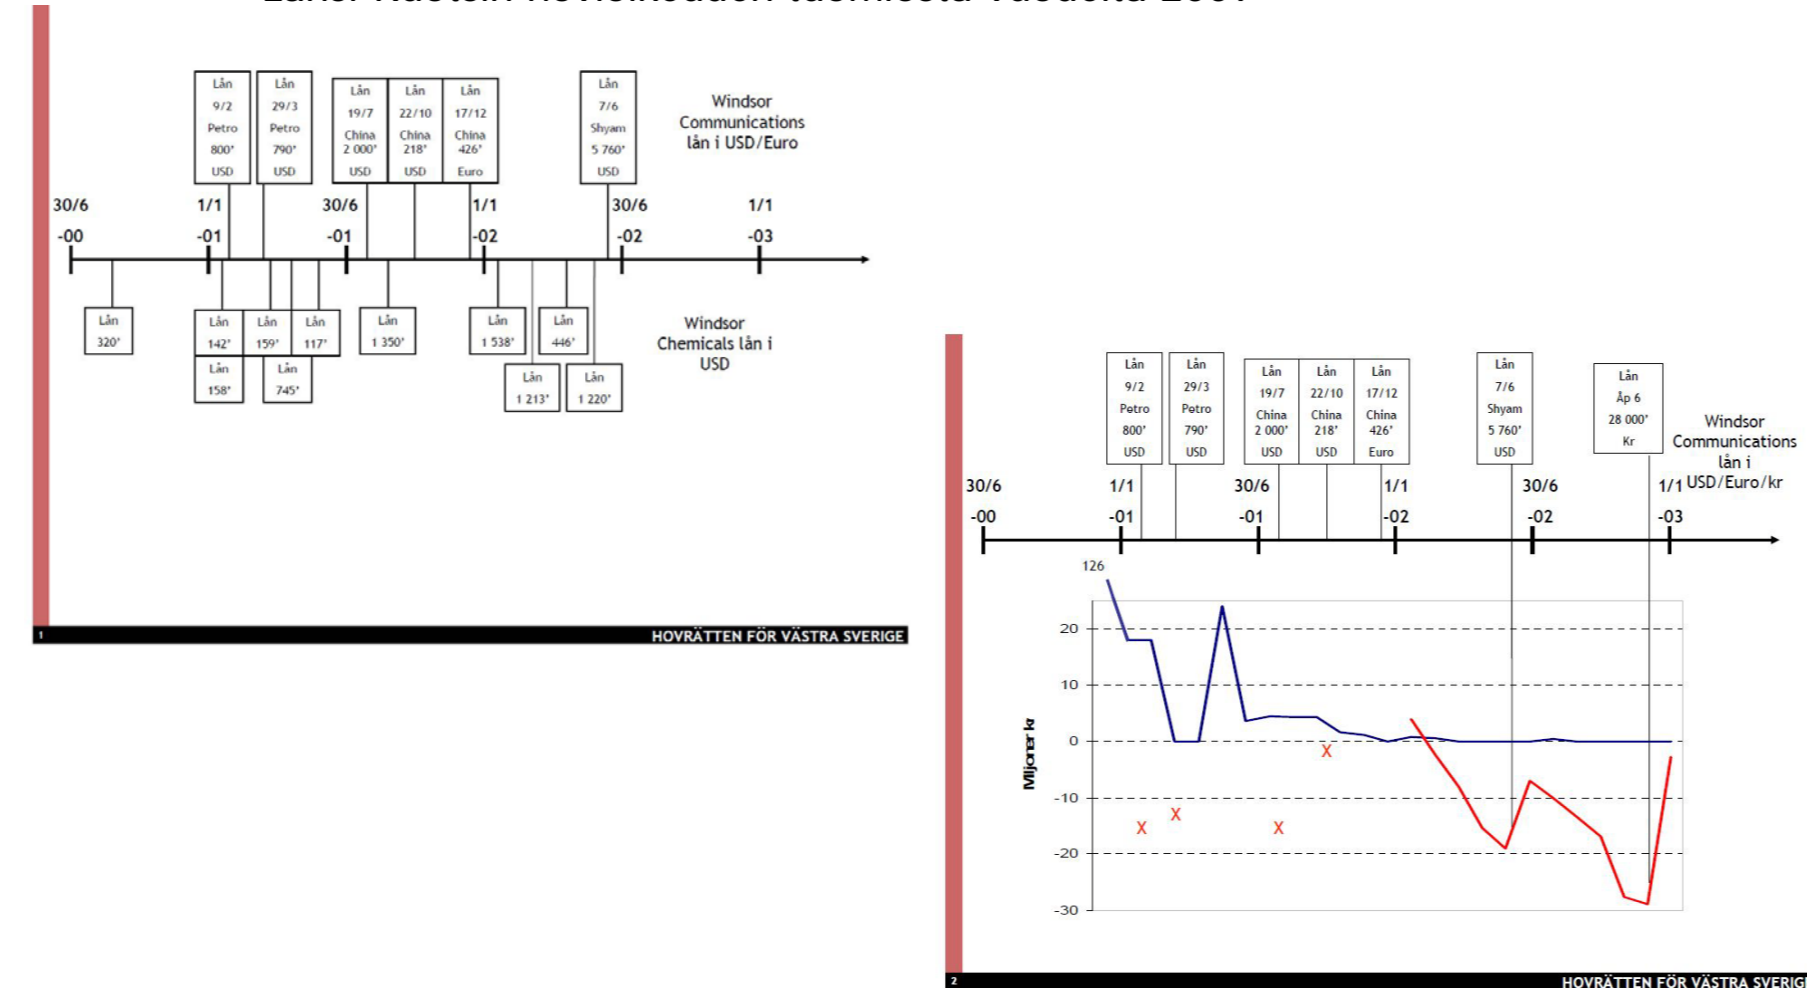 Lån
9/2
Petro
800’
USD
Lån
29/3
Petro
790’
USD
Lån
19/7
China
2 000’
USD
Lån
22/10
China
218’
USD
Lån
17/12
China
426’
Euro
Lån
7/6
Shyam
5 760’
USD
Windsor
Communications
lån i USD/Euro
30/6
-00
1/1
-01
30/6
-01
1/1
-02
30/6
-02
1/1
-03
Lån
320’
Lån
142’
Lån
159’
Lån
117’
Lån
158’
Lån
745’
Lån
1 350’
Lån
1 538’
Lån
446’
Lån
1 213’
Lån
1 220’
Windsor
Chemicals lån i
USD
1
HOVRÄTTEN FÖR VÄSTRA SVERIGE
Lån
9/2
Petro
800’
USD
Lån
29/3
Petro
790’
USD
Lån
19/7
China
2 000’
USD
Lån
22/10
China
218’
USD
Lån
17/12
China
426’
Euro
Lån
7/6
Shyam
5 760’
USD
Lån
Åp 6
28 000’
Kr
Windsor
Communications
lån i
USD/Euro/kr
30/6
-00
1/1
-01
30/6
-01
1/1
-02
30/6
-02
1/1
-03
126
20
10
0
-10
-20
-30
Miljoner kr
X
X
X
X
2
HOVRÄTTEN FÖR VÄSTRA SVERIG